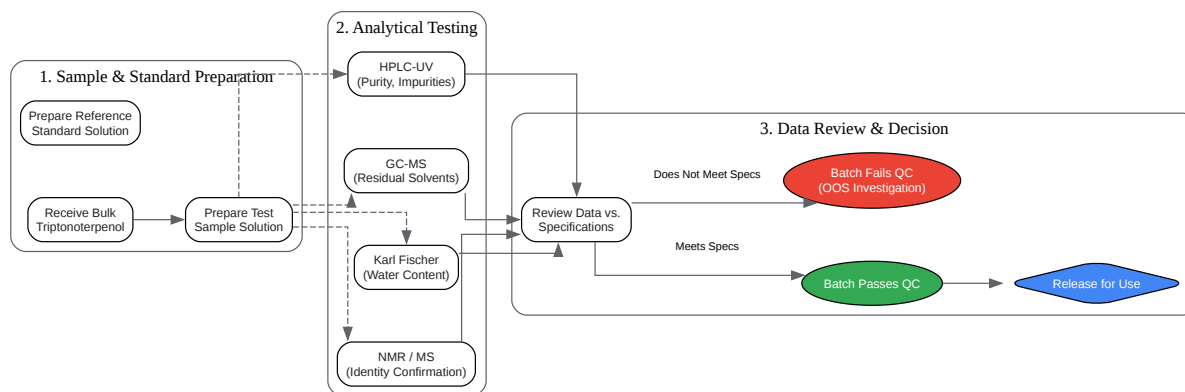 1. Sample & Standard Preparation
Prepare Reference
Standard Solution
Receive Bulk
Triptonoterpenol
Prepare Test
Sample Solution
2. Analytical Testing
HPLC-UV
(Purity, Impurities)
GC-MS
(Residual Solvents)
Karl Fischer
(Water Content)
NMR / MS
(Identity Confirmation)
3. Data Review & Decision
Review Data vs.
Specifications
Does Not Meet Specs
Batch Fails QC
(OOS Investigation)
Meets Specs
Batch Passes QC
Release for Use